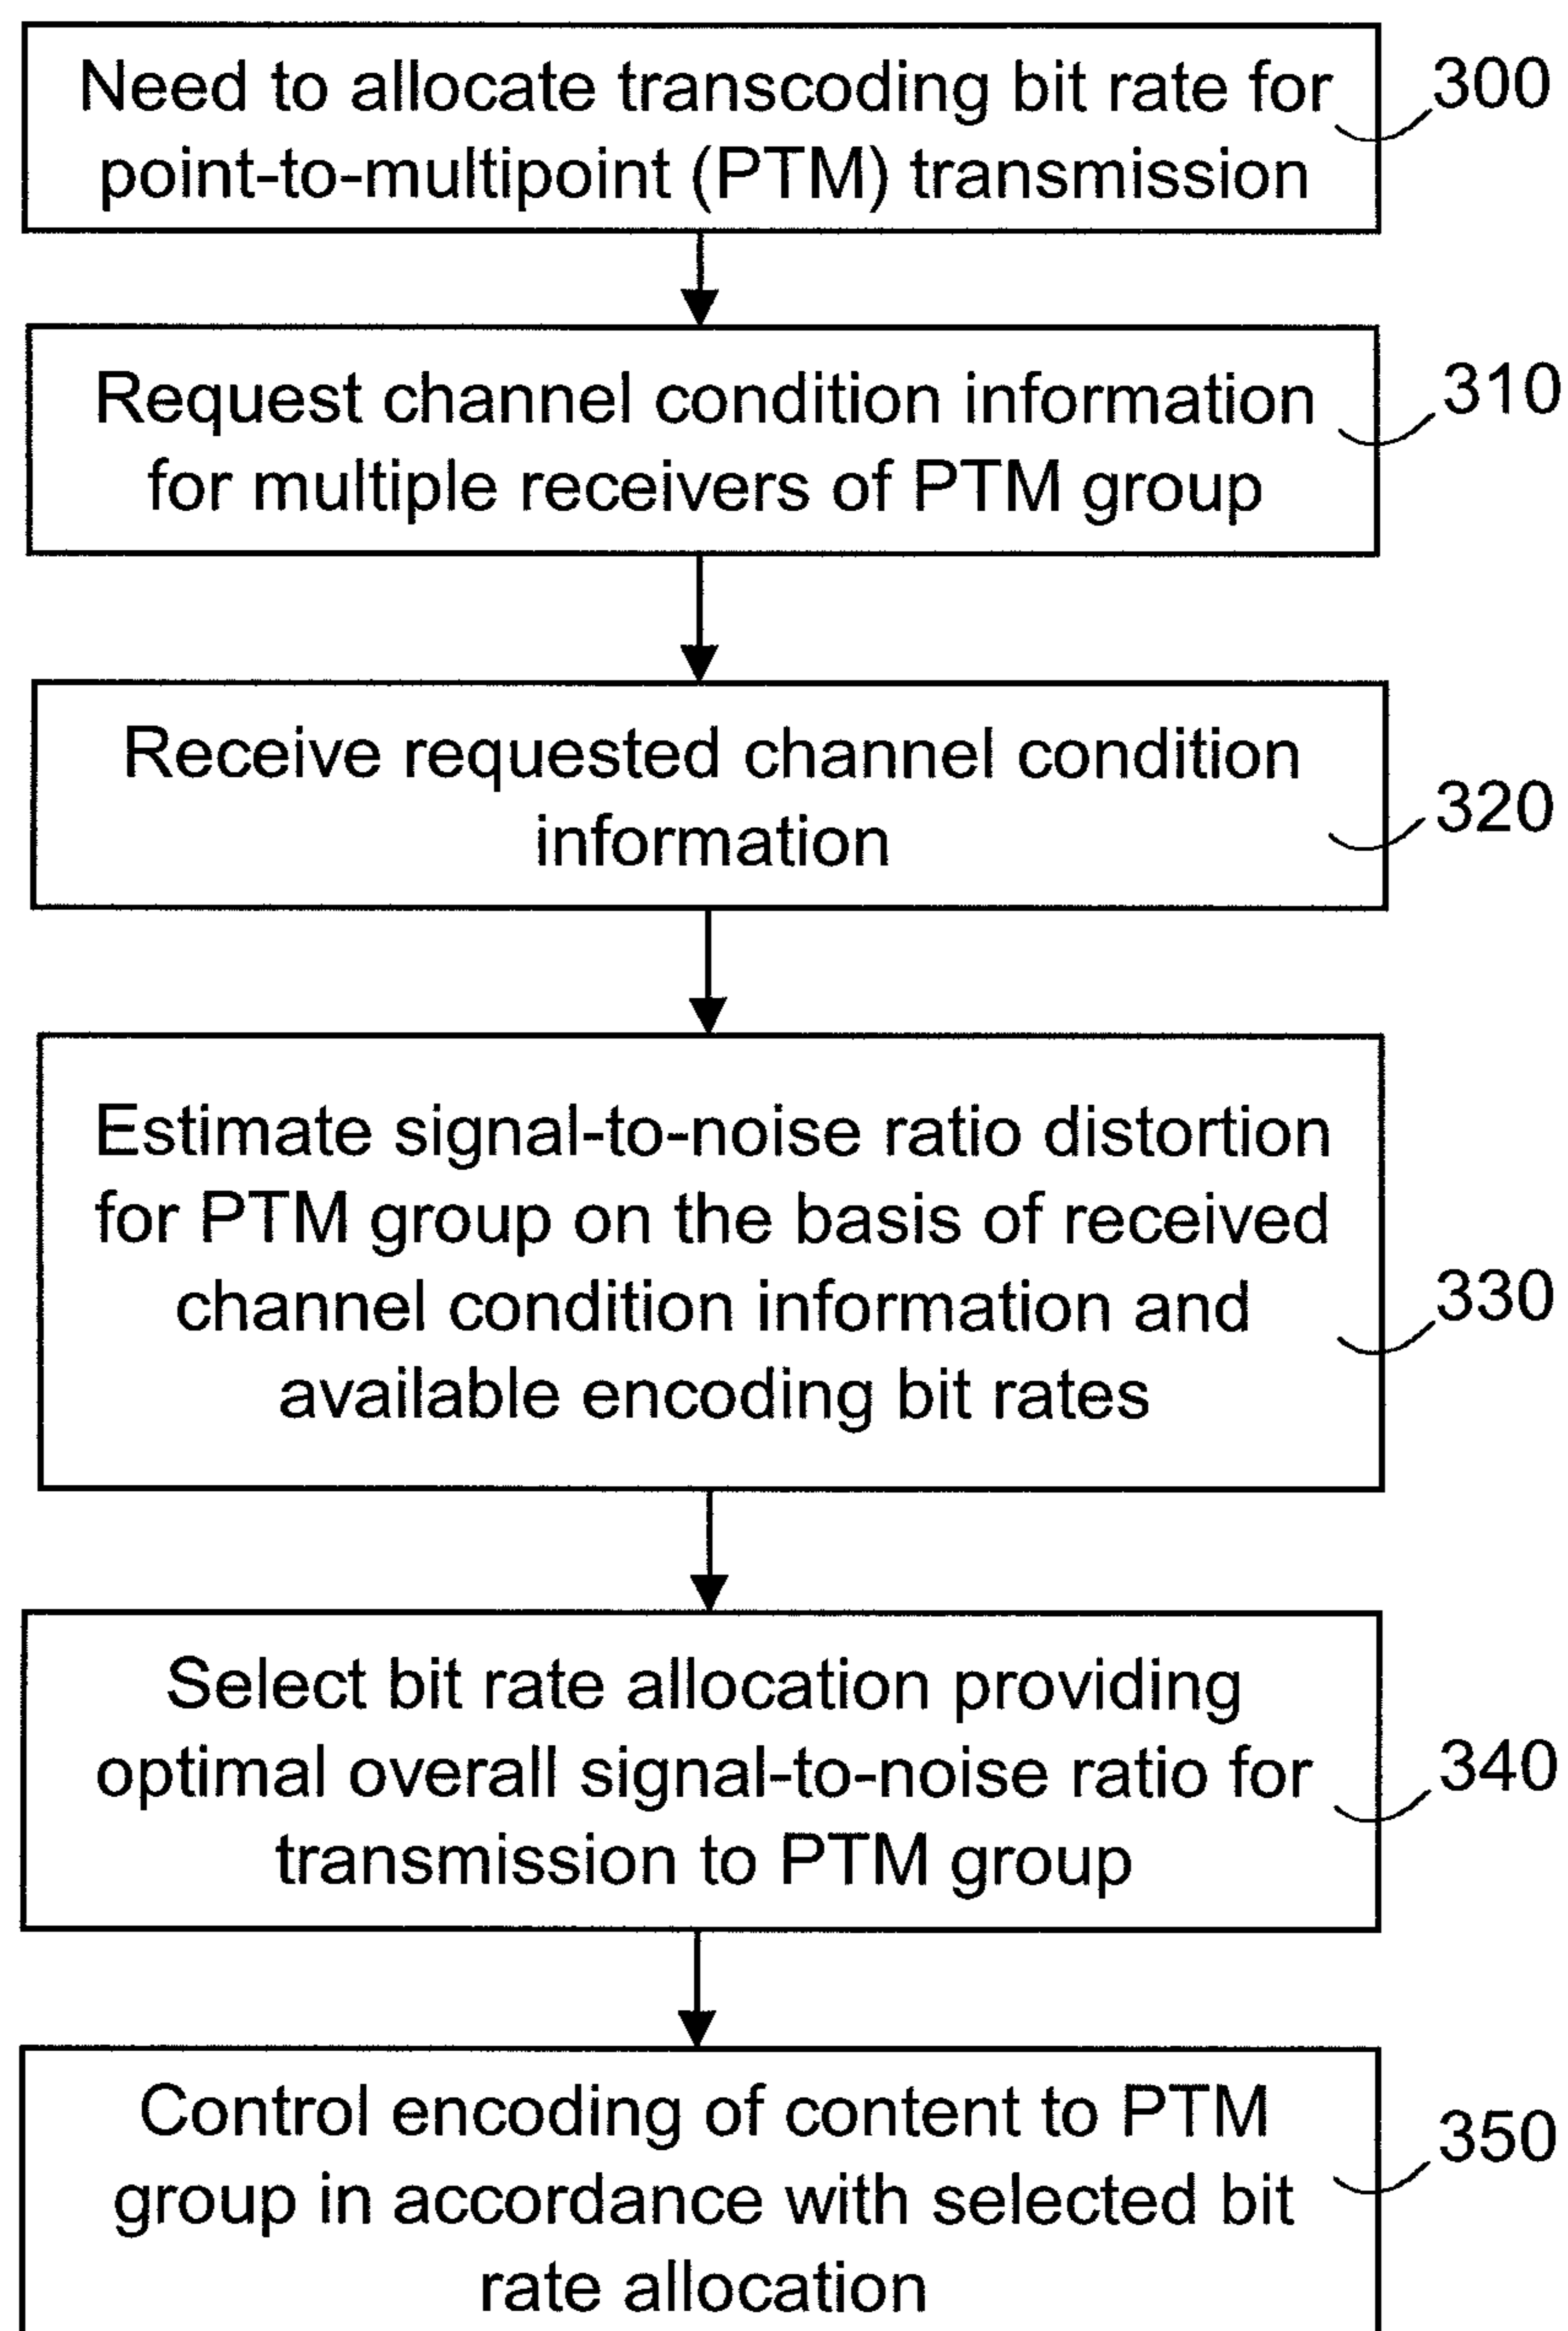 Need to allocate transcoding bit rate for
point-to-multipoint (PTM) transmission
300
Request channel condition information
for multiple receivers of PTM group
310
Receive requested channel condition
information
320
Estimate signal-to-noise ratio distortion
for PTM group on the basis of received
channel condition information and
available encoding bit rates
330
Select bit rate allocation providing
optimal overall signal-to-noise ratio for
transmission to PTM group
340
Control encoding of content to PTM
group in accordance with selected bit
rate allocation
350